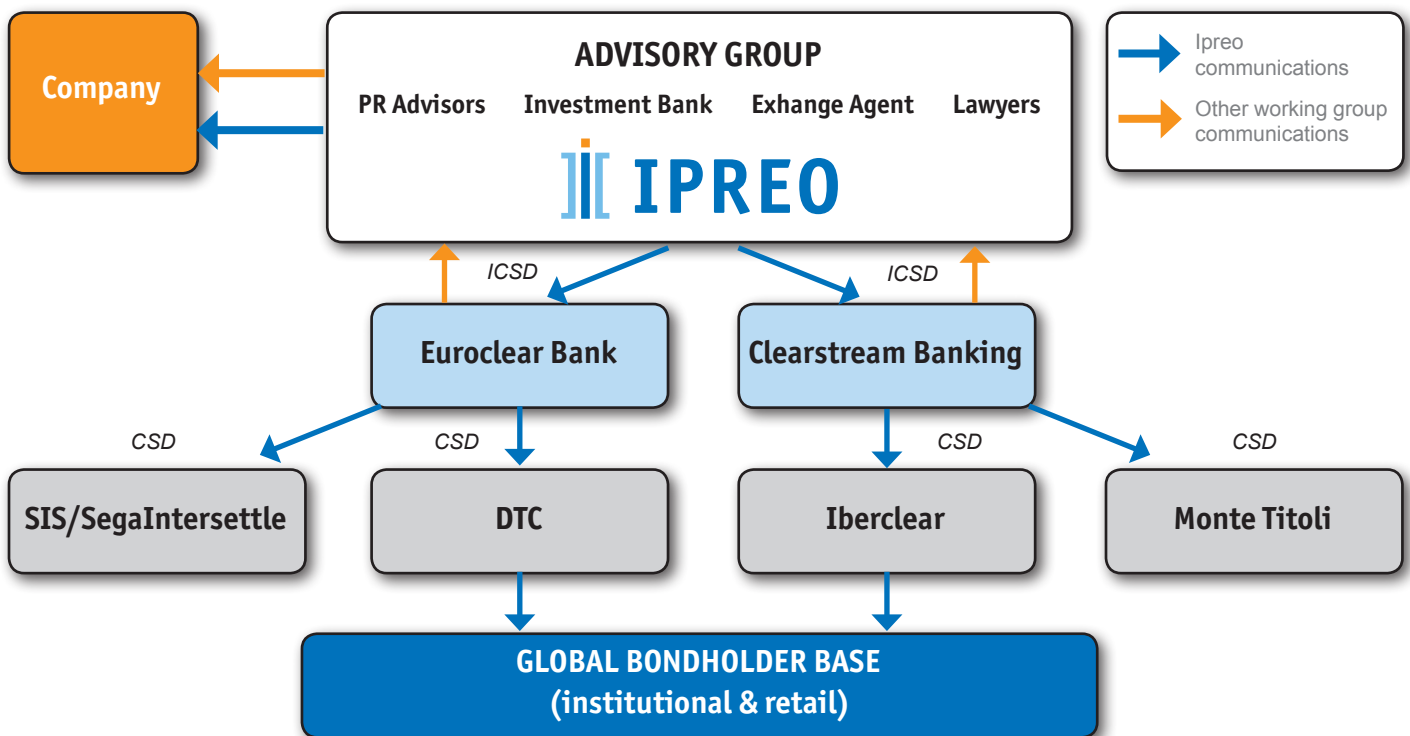 Company
ADVISORY GROUP
PR Advisors Investment Bank Exhange Agent Lawyers
IPREO
Ipreo
communications
Other working group
communications
ICSD
ICSD
Euroclear Bank
Clearstream Banking
CSD
CSD
CSD
CSD
SIS/SegaIntersettle
DTC
Iberclear
Monte Titoli
GLOBAL BONDHOLDER BASE
(institutional & retail)